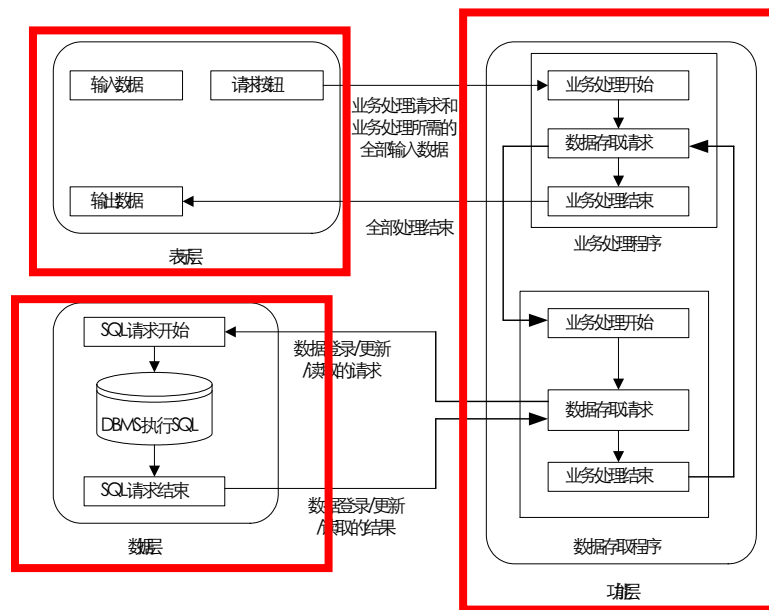 输入数据
请求按钮
业务处理请求和
业务处理所需的
全部输入数据
输出数据
全部处理结束
表示层
业务处理开始
数据存取请求
业务处理结束
业务处理程序
SQL请求开始
DBMS执行SQL
SQL请求结束
数据层
数据登录/更新
/读取的请求
数据登录/更新
/读取的结果
业务处理开始
数据存取请求
业务处理结束
数据存取程序
功能层